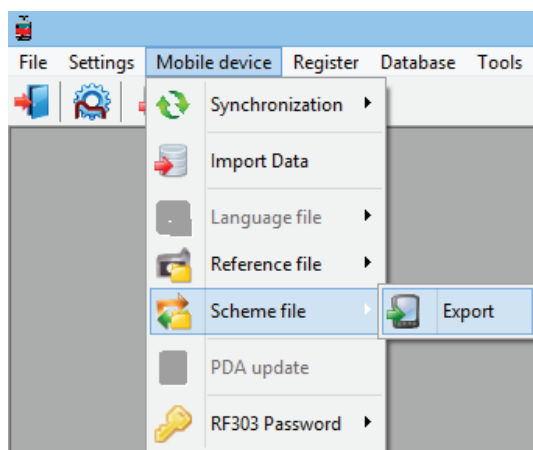 File Settings Mobile device Register Database Tools
Synchronization
Import Data
Language file
Reference file
Scheme file
Export
PDA update
RF303 Password